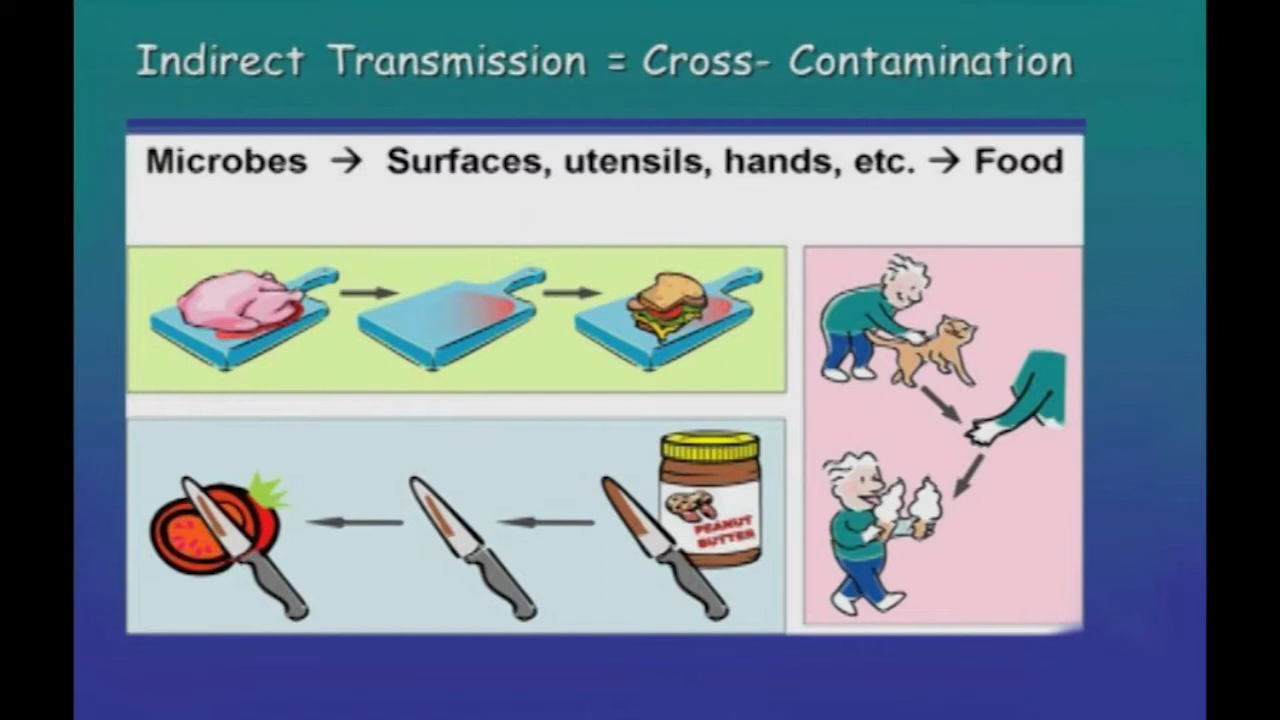 Indirect Transmission = Cross- Contamination
Microbes → Surfaces, utensils, hands, etc. → Food
PEANUT
BUTTER